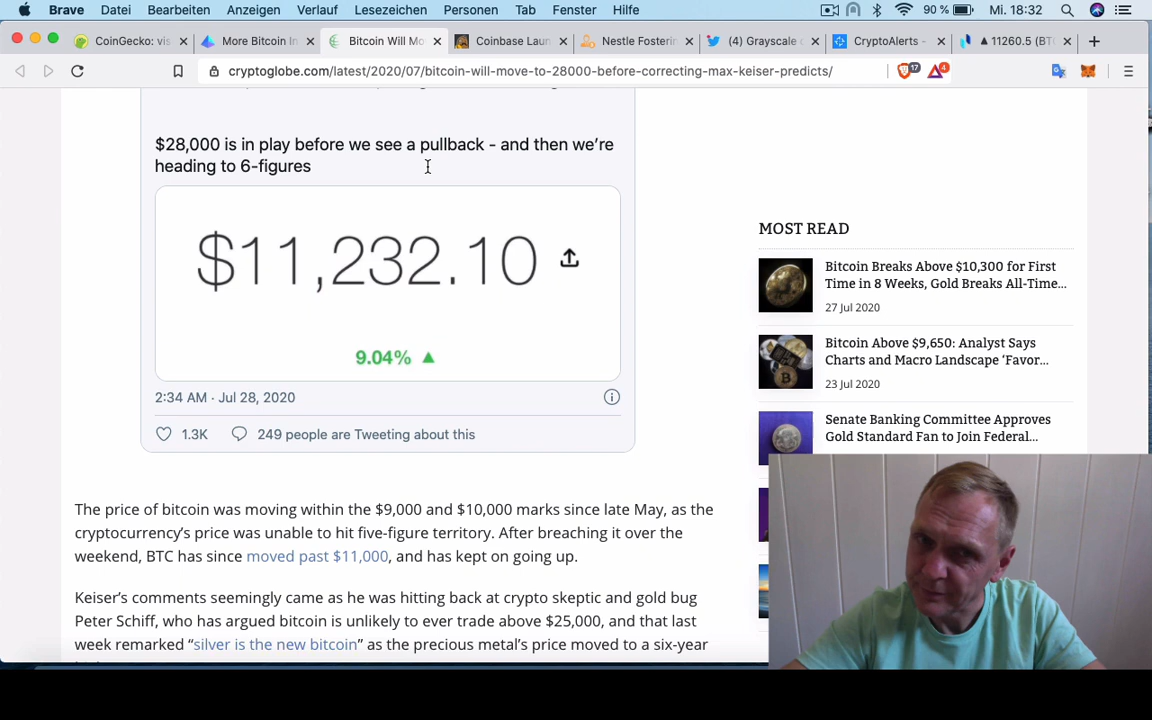 Brave Datei Bearbeiten Anzeigen Verlauf Lesezeichen Personen Tab Fenster Hilfe 90 % Mi. 18:32
CoinGecko: vis
More Bitcoin In
Bitcoin Will Mo
Coinbase Laun
Nestle Fosterin
(4) Grayscale
CryptoAlerts -
▲ 11260.5 (BT
cryptoglobe.com/latest/2020/07/bitcoin-will-move-to-28000-before-correcting-max-keiser-predicts/
17
4
$28,000 is in play before we see a pullback - and then we're
heading to 6-figures
$11,232.10
9.04% ▲
2:34 AM · Jul 28, 2020
1.3K 249 people are Tweeting about this
The price of bitcoin was moving within the $9,000 and $10,000 marks since late May, as the
cryptocurrency's price was unable to hit five-figure territory. After breaching it over the
weekend, BTC has since moved past $11,000, and has kept on going up.
Keiser's comments seemingly came as he was hitting back at crypto skeptic and gold bug
Peter Schiff, who has argued bitcoin is unlikely to ever trade above $25,000, and that last
week remarked “silver is the new bitcoin” as the precious metal's price moved to a six-year
MOST READ
Bitcoin Breaks Above $10,300 for First
Time in 8 Weeks, Gold Breaks All-Time...
27 Jul 2020
Bitcoin Above $9,650: Analyst Says
Charts and Macro Landscape ‘Favor...
23 Jul 2020
Senate Banking Committee Approves
Gold Standard Fan to Join Federal...